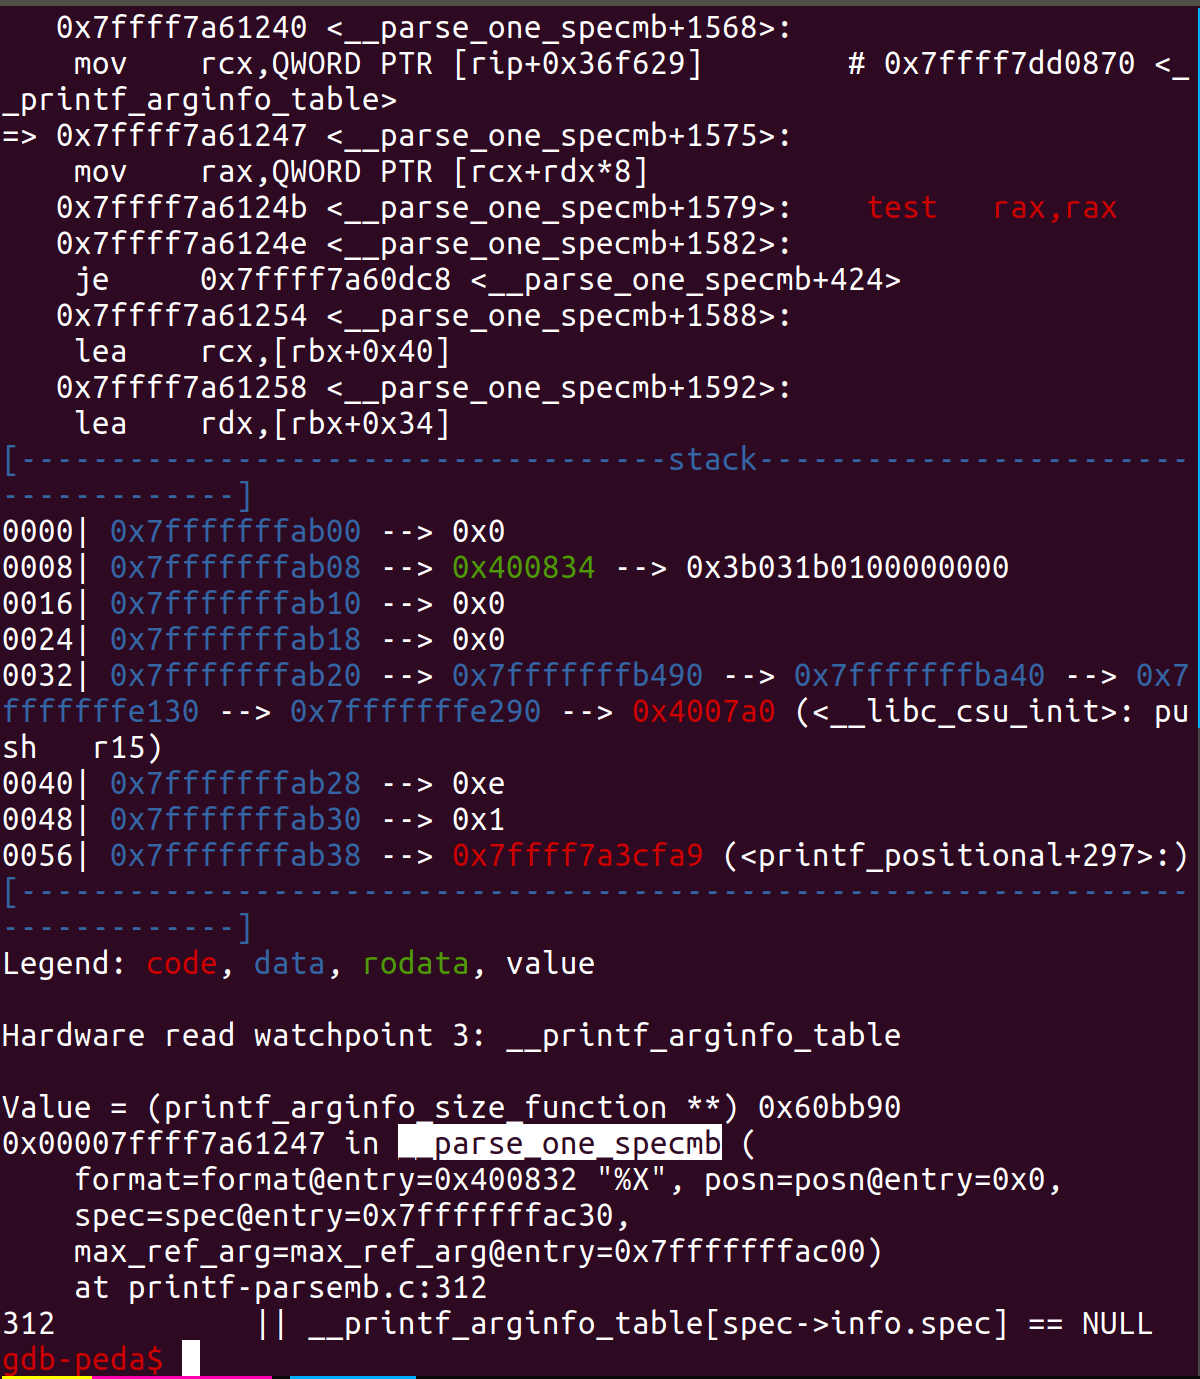 0x7ffff7a61240 <__parse_one_specmb+1568>:
    mov    rcx,QWORD PTR [rip+0x36f629]        # 0x7ffff7dd0870 <_
_printf_arginfo_table>
=> 0x7ffff7a61247 <__parse_one_specmb+1575>:
    mov    rax,QWORD PTR [rcx+rdx*8]
   0x7ffff7a6124b <__parse_one_specmb+1579>:    test   rax,rax
   0x7ffff7a6124e <__parse_one_specmb+1582>:
    je     0x7ffff7a60dc8 <__parse_one_specmb+424>
   0x7ffff7a61254 <__parse_one_specmb+1588>:
    lea    rcx,[rbx+0x40]
   0x7ffff7a61258 <__parse_one_specmb+1592>:
    lea    rdx,[rbx+0x34]
[------------------------------------stack------------------------
-------------]
0000| 0x7fffffffab00 --> 0x0
0008| 0x7fffffffab08 --> 0x400834 --> 0x3b031b0100000000
0016| 0x7fffffffab10 --> 0x0
0024| 0x7fffffffab18 --> 0x0
0032| 0x7fffffffab20 --> 0x7fffffffb490 --> 0x7fffffffba40 --> 0x7
fffffffe130 --> 0x7fffffffe290 --> 0x4007a0 (<__libc_csu_init>: pu
sh   r15)
0040| 0x7fffffffab28 --> 0xe
0048| 0x7fffffffab30 --> 0x1
0056| 0x7fffffffab38 --> 0x7ffff7a3cfa9 (<printf_positional+297>:)
[-----------------------------------------------------------------
-------------]
Legend: code, data, rodata, value
Hardware read watchpoint 3: __printf_arginfo_table
Value = (printf_arginfo_size_function **) 0x60bb90
0x00007ffff7a61247 in __parse_one_specmb (
    format=format@entry=0x400832 "%X", posn=posn@entry=0x0,
    spec=spec@entry=0x7fffffffac30,
    max_ref_arg=max_ref_arg@entry=0x7fffffffac00)
    at printf-parsemb.c:312
312           || __printf_arginfo_table[spec->info.spec] == NULL
gdb-peda$